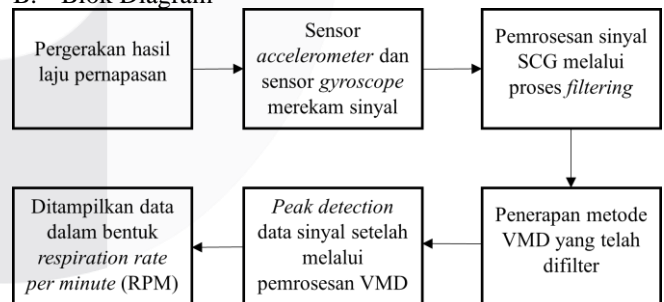 B. Blok Diagram
Pergerakan hasil
laju pernapasan
Sensor
accelerometer dan
sensor gyroscope
merekam sinyal
Pemrosesan sinyal
SCG melalui
proses filtering
Penerapan metode
VMD yang telah
difilter
Peak detection
data sinyal setelah
melalui
pemrosesan VMD
Ditampilkan data
dalam bentuk
respiration rate
per minute (RPM)